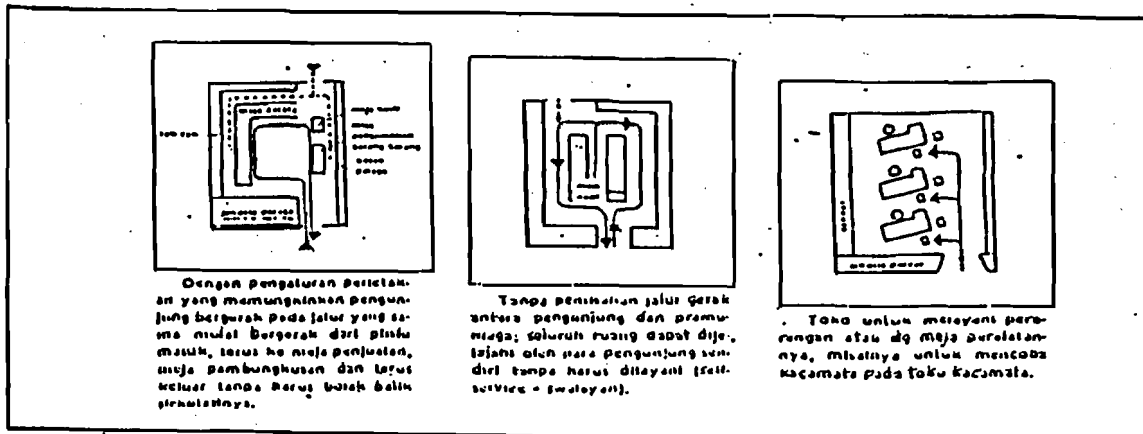 Dengan pengaturan perletak-
an yang memungkinkan pengun-
jung bergerak pada jalur yang sa-
ma mulai bergerak dari pintu
masuk, terus ke meja penjualan,
meja pembungkusan dan terus
keluar tanpa harus bolak balik
sirkulasinya.
Tanpa pemisahan jalur gerak
antara pengunjung dan pramu-
niaga; seluruh ruang dapat dije-
lajahi oleh para pengunjung sen-
diri tanpa harus dilayani (self-
service = swalayan).
Toko untuk melayani pero-
rangan atau dg meja peralatan-
nya, misalnya untuk mencoba
kacamata pada toko kacamata.